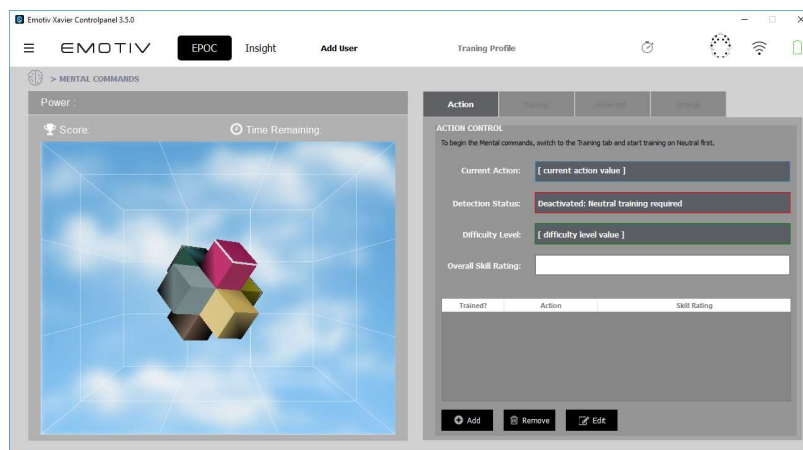 Emotiv Xavier Controlpanel 3.5.0
EMOTIV EPOC Insight Add User Traning Profile
> MENTAL COMMANDS
Power :
Score: Time Remaining:
Action Training Advanced Settings
ACTION CONTROL
To begin the Mental commands, switch to the Training tab and start training on Neutral first.
Current Action: [ current action value ]
Detection Status: Deactivated: Neutral training required
Difficulty Level: [ difficulty level value ]
Overall Skill Rating:
Trained? Action Skill Rating
Add Remove Edit